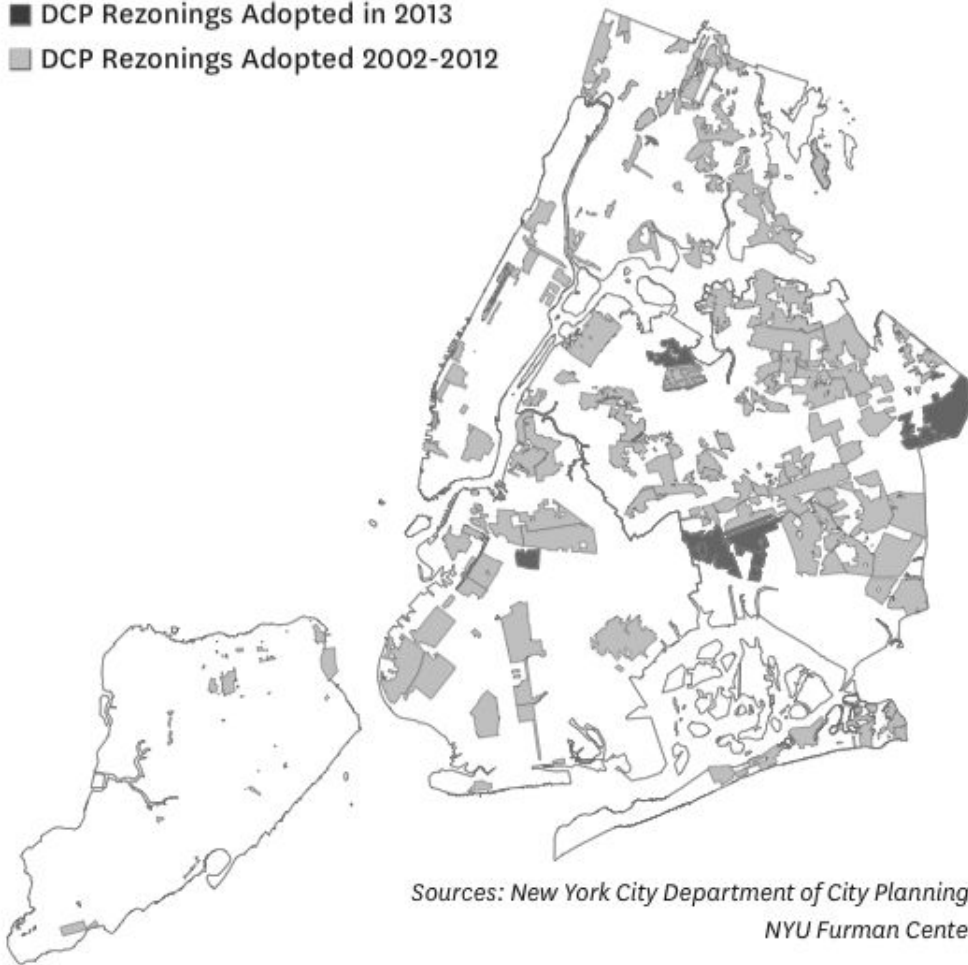 DCP Rezonings Adopted in 2013
DCP Rezonings Adopted 2002-2012
Sources: New York City Department of City Planning
NYU Furman Cente